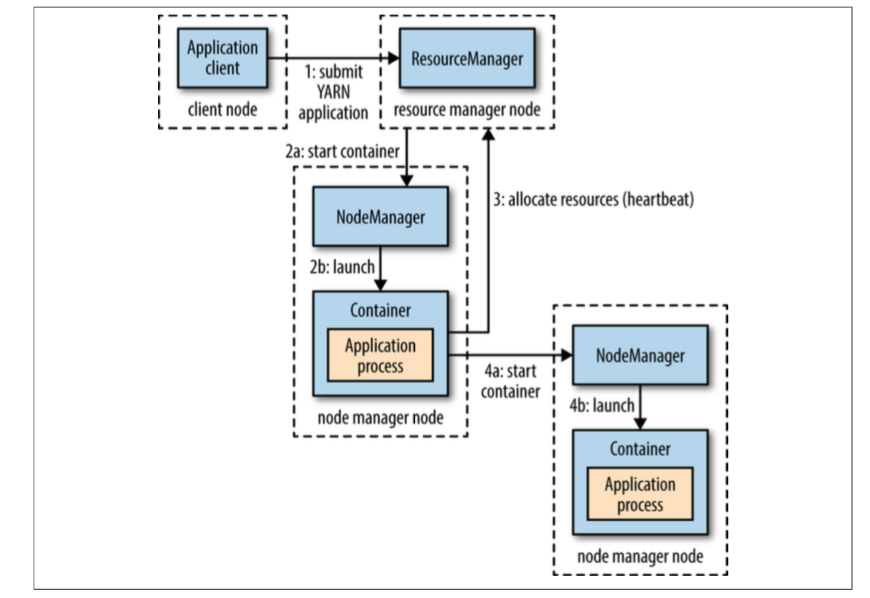 Application
client
client node
1: submit
YARN
application
ResourceManager
resource manager node
2a: start container
NodeManager
2b: launch
Container
Application
process
node manager node
3: allocate resources (heartbeat)
4a: start
container
NodeManager
4b: launch
Container
Application
process
node manager node